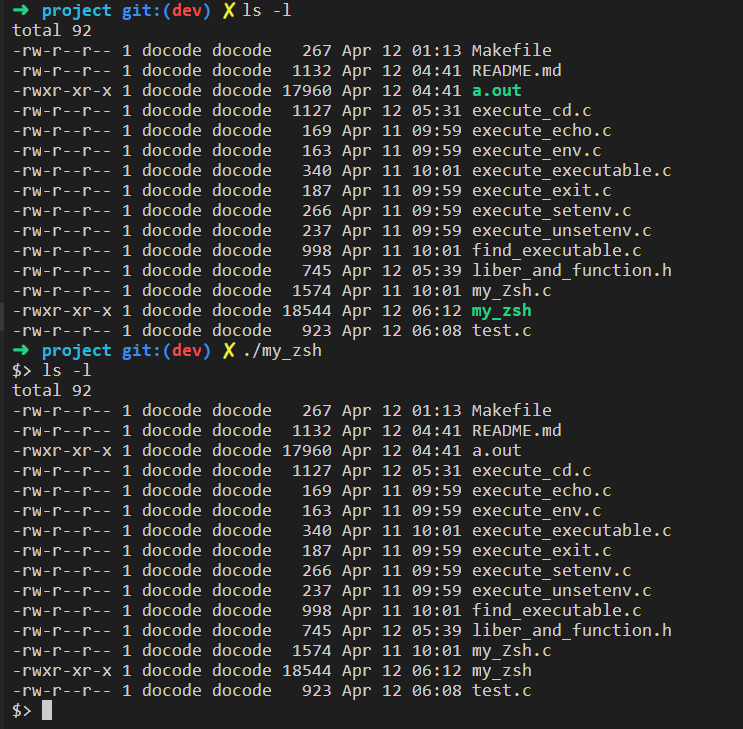 ➜ project git:(dev) ✗ ls -l
total 92
-rw-r--r-- 1 docode docode   267 Apr 12 01:13 Makefile
-rw-r--r-- 1 docode docode  1132 Apr 12 04:41 README.md
-rwxr-xr-x 1 docode docode 17960 Apr 12 04:41 a.out
-rw-r--r-- 1 docode docode  1127 Apr 12 05:31 execute_cd.c
-rw-r--r-- 1 docode docode   169 Apr 11 09:59 execute_echo.c
-rw-r--r-- 1 docode docode   163 Apr 11 09:59 execute_env.c
-rw-r--r-- 1 docode docode   340 Apr 11 10:01 execute_executable.c
-rw-r--r-- 1 docode docode   187 Apr 11 09:59 execute_exit.c
-rw-r--r-- 1 docode docode   266 Apr 11 09:59 execute_setenv.c
-rw-r--r-- 1 docode docode   237 Apr 11 09:59 execute_unsetenv.c
-rw-r--r-- 1 docode docode   998 Apr 11 10:01 find_executable.c
-rw-r--r-- 1 docode docode   745 Apr 12 05:39 liber_and_function.h
-rw-r--r-- 1 docode docode  1574 Apr 11 10:01 my_Zsh.c
-rwxr-xr-x 1 docode docode 18544 Apr 12 06:12 my_zsh
-rw-r--r-- 1 docode docode   923 Apr 12 06:08 test.c
➜ project git:(dev) ✗ ./my_zsh
$> ls -l
total 92
-rw-r--r-- 1 docode docode   267 Apr 12 01:13 Makefile
-rw-r--r-- 1 docode docode  1132 Apr 12 04:41 README.md
-rwxr-xr-x 1 docode docode 17960 Apr 12 04:41 a.out
-rw-r--r-- 1 docode docode  1127 Apr 12 05:31 execute_cd.c
-rw-r--r-- 1 docode docode   169 Apr 11 09:59 execute_echo.c
-rw-r--r-- 1 docode docode   163 Apr 11 09:59 execute_env.c
-rw-r--r-- 1 docode docode   340 Apr 11 10:01 execute_executable.c
-rw-r--r-- 1 docode docode   187 Apr 11 09:59 execute_exit.c
-rw-r--r-- 1 docode docode   266 Apr 11 09:59 execute_setenv.c
-rw-r--r-- 1 docode docode   237 Apr 11 09:59 execute_unsetenv.c
-rw-r--r-- 1 docode docode   998 Apr 11 10:01 find_executable.c
-rw-r--r-- 1 docode docode   745 Apr 12 05:39 liber_and_function.h
-rw-r--r-- 1 docode docode  1574 Apr 11 10:01 my_Zsh.c
-rwxr-xr-x 1 docode docode 18544 Apr 12 06:12 my_zsh
-rw-r--r-- 1 docode docode   923 Apr 12 06:08 test.c
$>